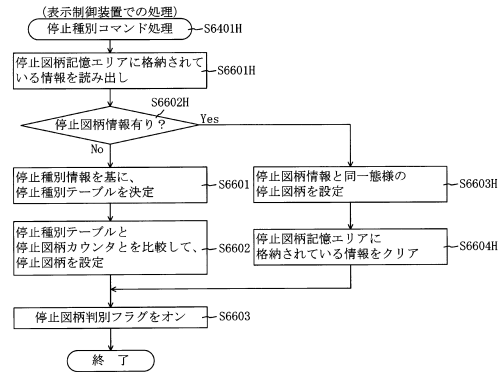 (表示制御装置での処理)
停止種別コマンド処理
S6401H
停止図柄記憶エリアに格納されて
いる情報を読み出し
S6601H
S6602H
停止図柄情報有り?
Yes
No
停止種別情報を基に、
停止種別テーブルを決定
S6601
停止図柄情報と同一態様の
停止図柄を設定
S6603H
停止種別テーブルと
停止図柄カウンタとを比較して、
停止図柄を設定
S6602
停止図柄記憶エリアに
格納されている情報をクリア
S6604H
停止図柄判別フラグをオン
S6603
終 了